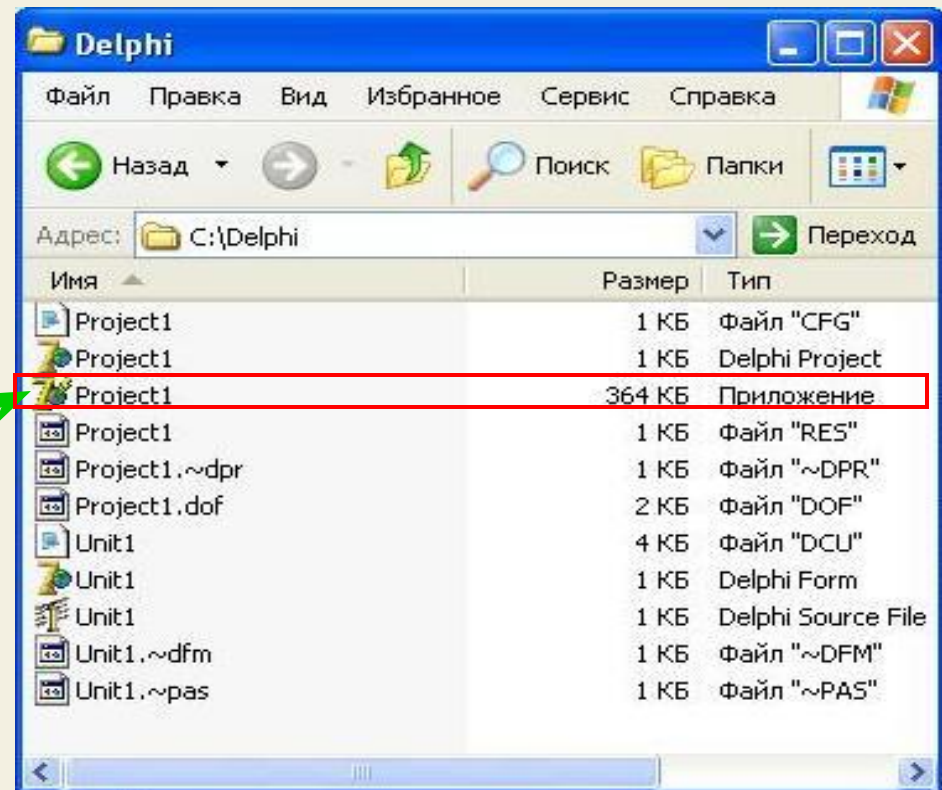 Delphi
Файл Правка Вид Избранное Сервис Справка
Назад Поиск Папки
Адрес: C:\Delphi Переход
Имя Размер Тип
Project1 1 КБ Файл "CFG"
Project1 1 КБ Delphi Project
Project1 364 КБ Приложение
Project1 1 КБ Файл "RES"
Project1.~dpr 1 КБ Файл "~DPR"
Project1.dof 2 КБ Файл "DOF"
Unit1 4 КБ Файл "DCU"
Unit1 1 КБ Delphi Form
Unit1 1 КБ Delphi Source File
Unit1.~dfm 1 КБ Файл "~DFM"
Unit1.~pas 1 КБ Файл "~PAS"